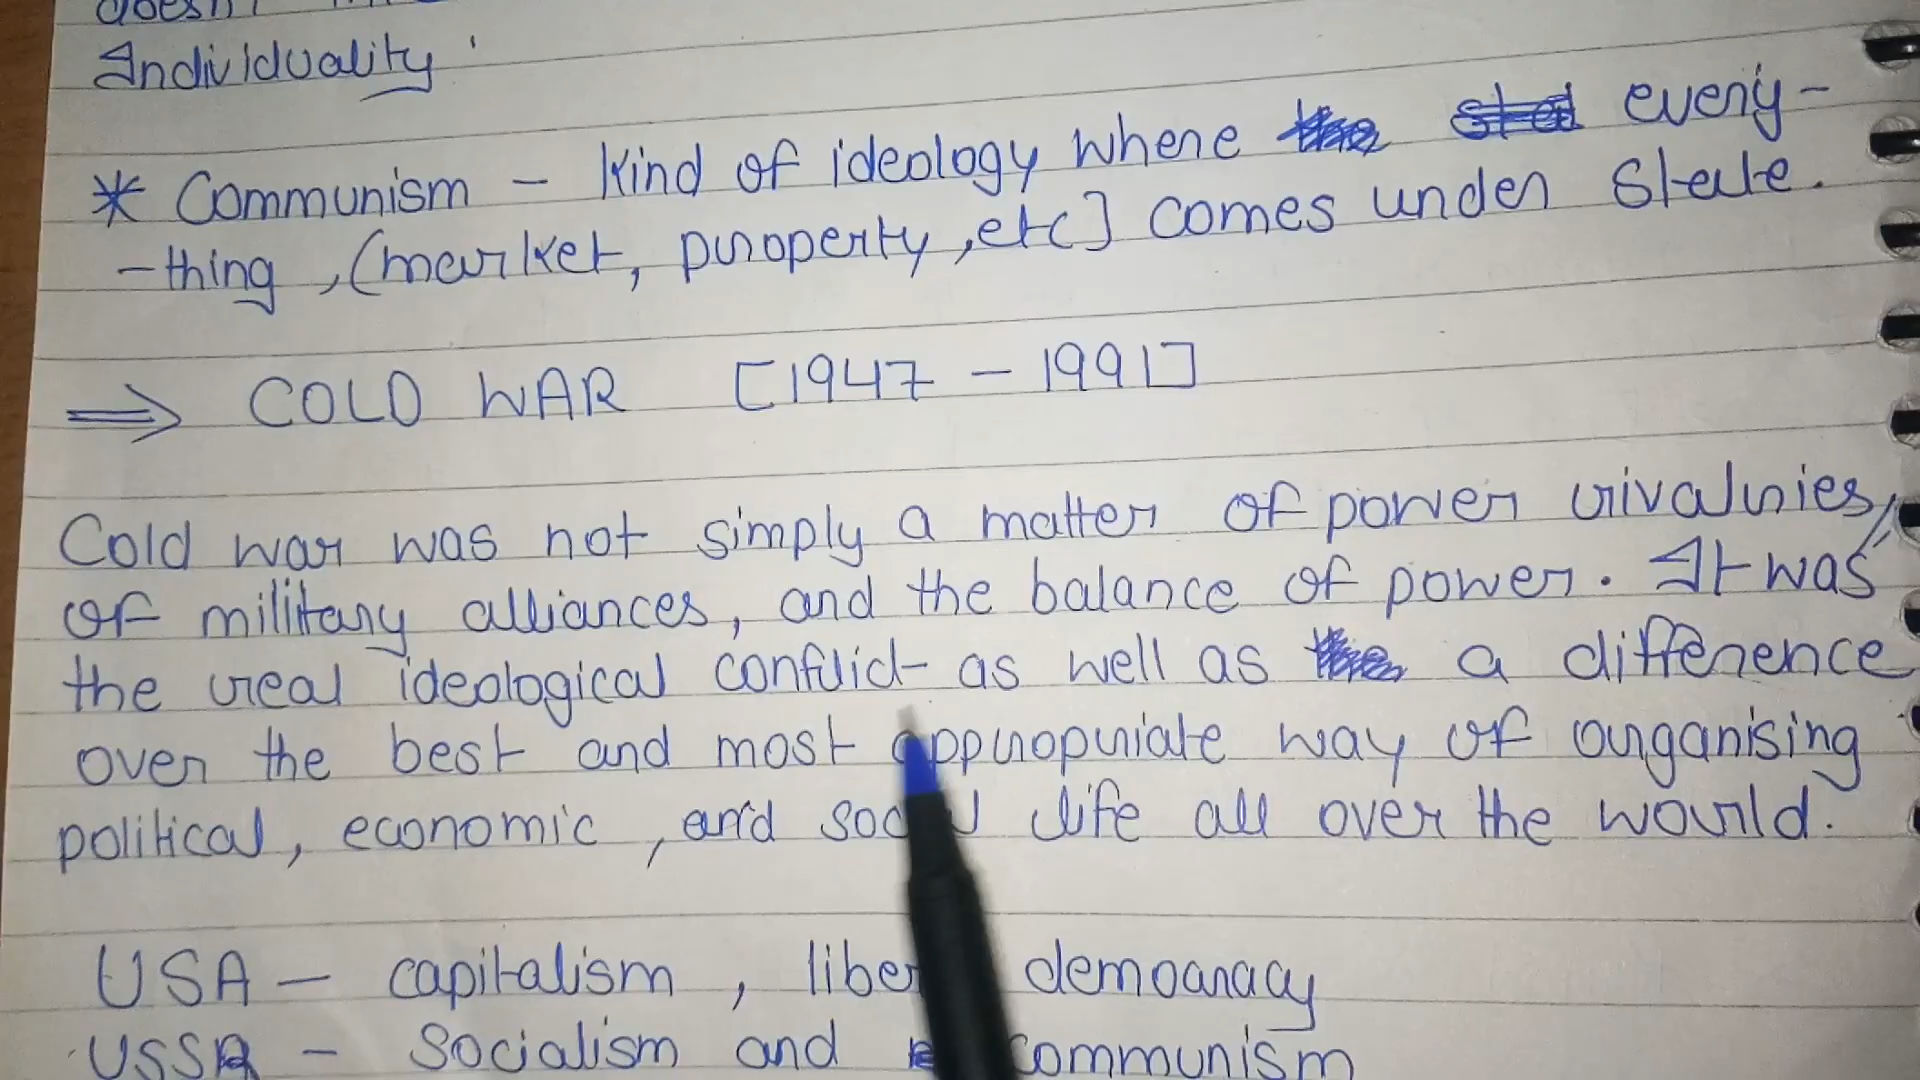 doesn't
Individuality.
* Communism - kind of ideology where every-
-thing, (market, property, etc] comes under State.
⇒ COLD WAR [1947 - 1991]
Cold war was not simply a matter of power rivalries,
of military alliances, and the balance of power. It was
the real ideological conflict as well as a difference
over the best and most appropriate way of organising
political, economic, and social life all over the world.
USA - capitalism, liber democracy
USSR - Socialism and communism